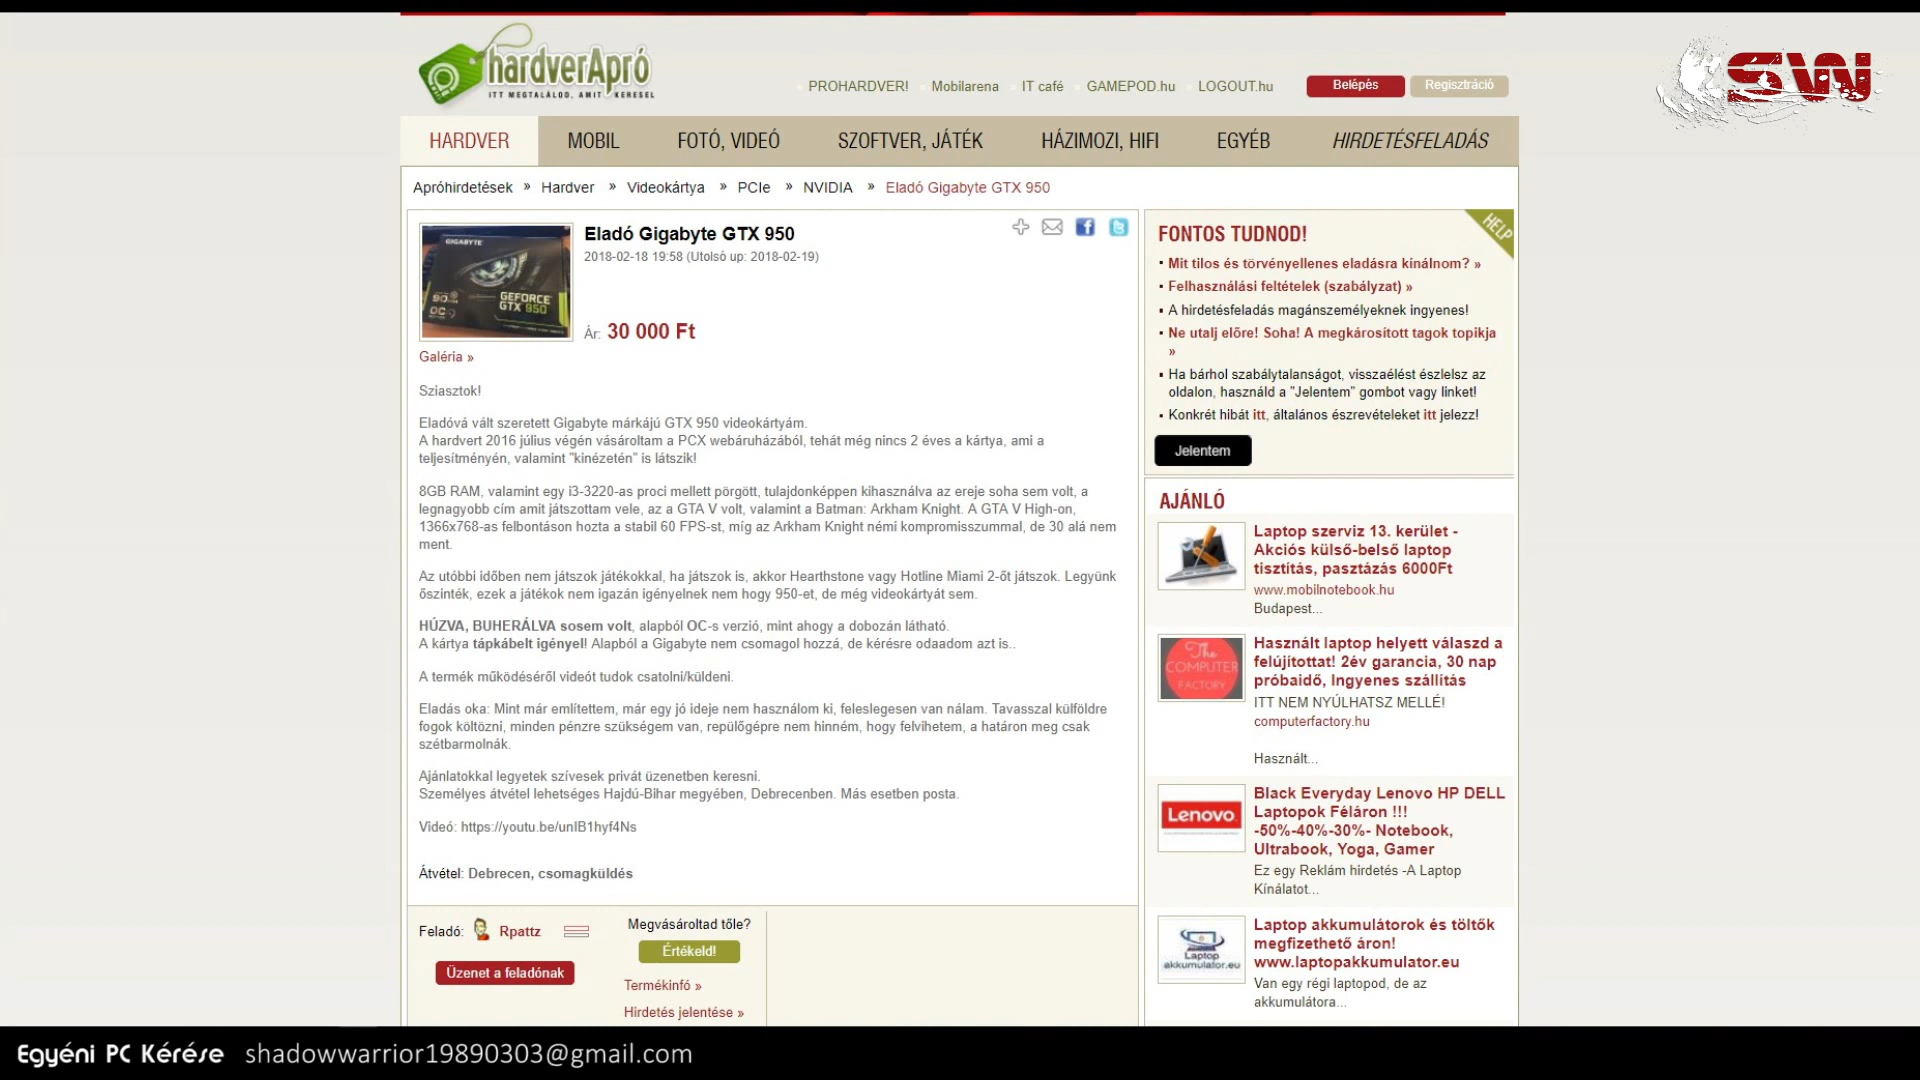 hardverApró
ITT MEGTALÁLOD, AMIT KERESEL
PROHARDVER! Mobilarena IT café GAMEPOD.hu LOGOUT.hu Belépés Regisztráció
SW
HARDVER MOBIL FOTÓ, VIDEÓ SZOFTVER, JÁTÉK HÁZIMOZI, HIFI EGYÉB HIRDETÉSFELADÁS
Apróhirdetések » Hardver » Videokártya » PCIe » NVIDIA » Eladó Gigabyte GTX 950
GIGABYTE
GEFORCE
GTX 950
OC
Eladó Gigabyte GTX 950
2018-02-18 19:58 (Utolsó up: 2018-02-19)
Ár: 30 000 Ft
Galéria »
Sziasztok!
Eladóvá vált szeretett Gigabyte márkájú GTX 950 videokártyám.
A hardvert 2016 július végén vásároltam a PCX webáruházából, tehát még nincs 2 éves a kártya, ami a
teljesítményén, valamint "kinézetén" is látszik!
8GB RAM, valamint egy i3-3220-as proci mellett pörgött, tulajdonképpen kihasználva az ereje soha sem volt, a
legnagyobb cím amit játszottam vele, az a GTA V volt, valamint a Batman: Arkham Knight. A GTA V High-on,
1366x768-as felbontáson hozta a stabil 60 FPS-st, míg az Arkham Knight némi kompromisszummal, de 30 alá nem
ment.
Az utóbbi időben nem játszok játékokkal, ha játszok is, akkor Hearthstone vagy Hotline Miami 2-őt játszok. Legyünk
őszinték, ezek a játékok nem igazán igényelnek nem hogy 950-et, de még videokártyát sem.
HÚZVA, BUHERÁLVA sosem volt, alapból OC-s verzió, mint ahogy a dobozán látható.
A kártya tápkábelt igényel! Alapból a Gigabyte nem csomagol hozzá, de kérésre odaadom azt is..
A termék működéséről videót tudok csatolni/küldeni.
Eladás oka: Mint már említettem, már egy jó ideje nem használom ki, feleslegesen van nálam. Tavasszal külföldre
fogok költözni, minden pénzre szükségem van, repülőgépre nem hinném, hogy felvihetem, a határon meg csak
szétbarmolnák.
Ajánlatokkal legyetek szívesek privát üzenetben keresni.
Személyes átvétel lehetséges Hajdú-Bihar megyében, Debrecenben. Más esetben posta.
Videó: https://youtu.be/unIB1hyf4Ns
Átvétel: Debrecen, csomagküldés
Feladó: Rpattz
Üzenet a feladónak
Megvásároltad tőle?
Értékeld!
Termékinfó »
Hirdetés jelentése »
HELP
FONTOS TUDNOD!
Mit tilos és törvényellenes eladásra kínálnom? »
Felhasználási feltételek (szabályzat) »
A hirdetésfeladás magánszemélyeknek ingyenes!
Ne utalj előre! Soha! A megkárosított tagok topikja
»
Ha bárhol szabálytalanságot, visszaélést észlelsz az
oldalon, használd a "Jelentem" gombot vagy linket!
Konkrét hibát itt, általános észrevételeket itt jelezz!
Jelentem
AJÁNLÓ
Laptop szerviz 13. kerület -
Akciós külső-belső laptop
tisztítás, pasztázás 6000Ft
www.mobilnotebook.hu
Budapest...
The
COMPUTER
FACTORY
Használt laptop helyett válaszd a
felújítottat! 2év garancia, 30 nap
próbaidő, Ingyenes szállítás
ITT NEM NYÚLHATSZ MELLÉ!
computerfactory.hu
Használt...
Lenovo
Black Everyday Lenovo HP DELL
Laptopok Féláron !!!
-50%-40%-30%- Notebook,
Ultrabook, Yoga, Gamer
Ez egy Reklám hirdetés -A Laptop
Kínálatot...
Laptop
akkumulátor.eu
Laptop akkumulátorok és töltők
megfizethető áron!
www.laptopakkumulator.eu
Van egy régi laptopod, de az
akkumulátora...
Egyéni PC Kérése shadowwarrior19890303@gmail.com